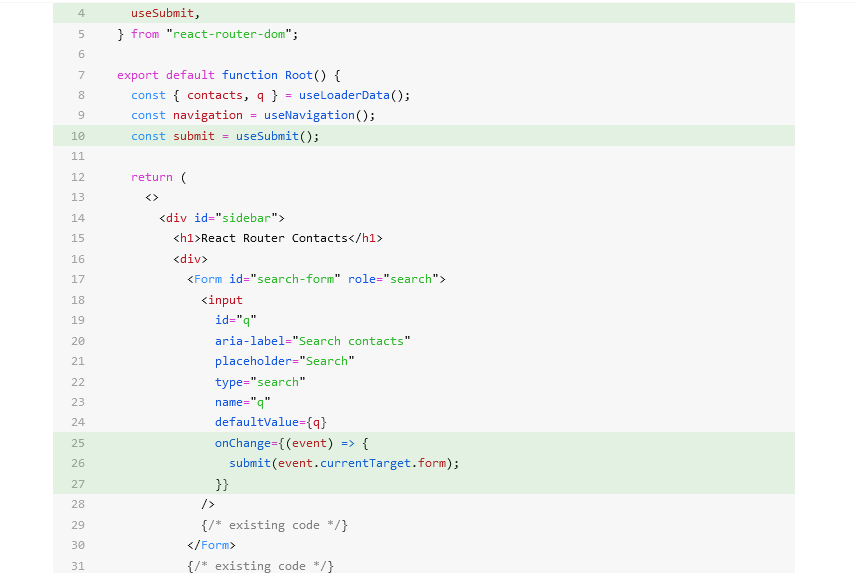 4 useSubmit,
5 } from "react-router-dom";
6
7 export default function Root() {
8 const { contacts, q } = useLoaderData();
9 const navigation = useNavigation();
10 const submit = useSubmit();
11
12 return (
13 <>
14 <div id="sidebar">
15 <h1>React Router Contacts</h1>
16 <div>
17 <Form id="search-form" role="search">
18 <input
19 id="q"
20 aria-label="Search contacts"
21 placeholder="Search"
22 type="search"
23 name="q"
24 defaultValue={q}
25 onChange={(event) => {
26 submit(event.currentTarget.form);
27 }}
28 />
29 {/* existing code */}
30 </Form>
31 {/* existing code */}